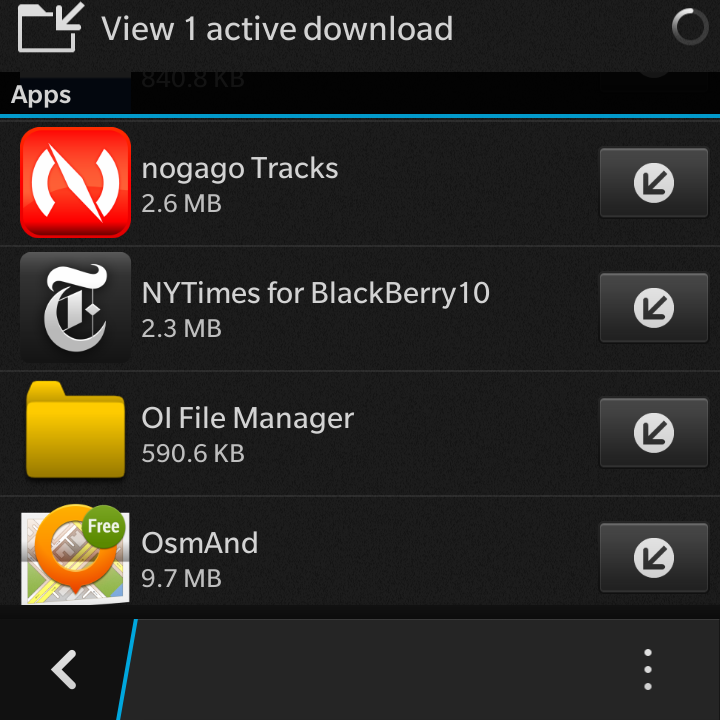 View 1 active download
840.8 KB
Apps
nogago Tracks
2.6 MB
NYTimes for BlackBerry10
2.3 MB
OI File Manager
590.6 KB
Free
OsmAnd
9.7 MB